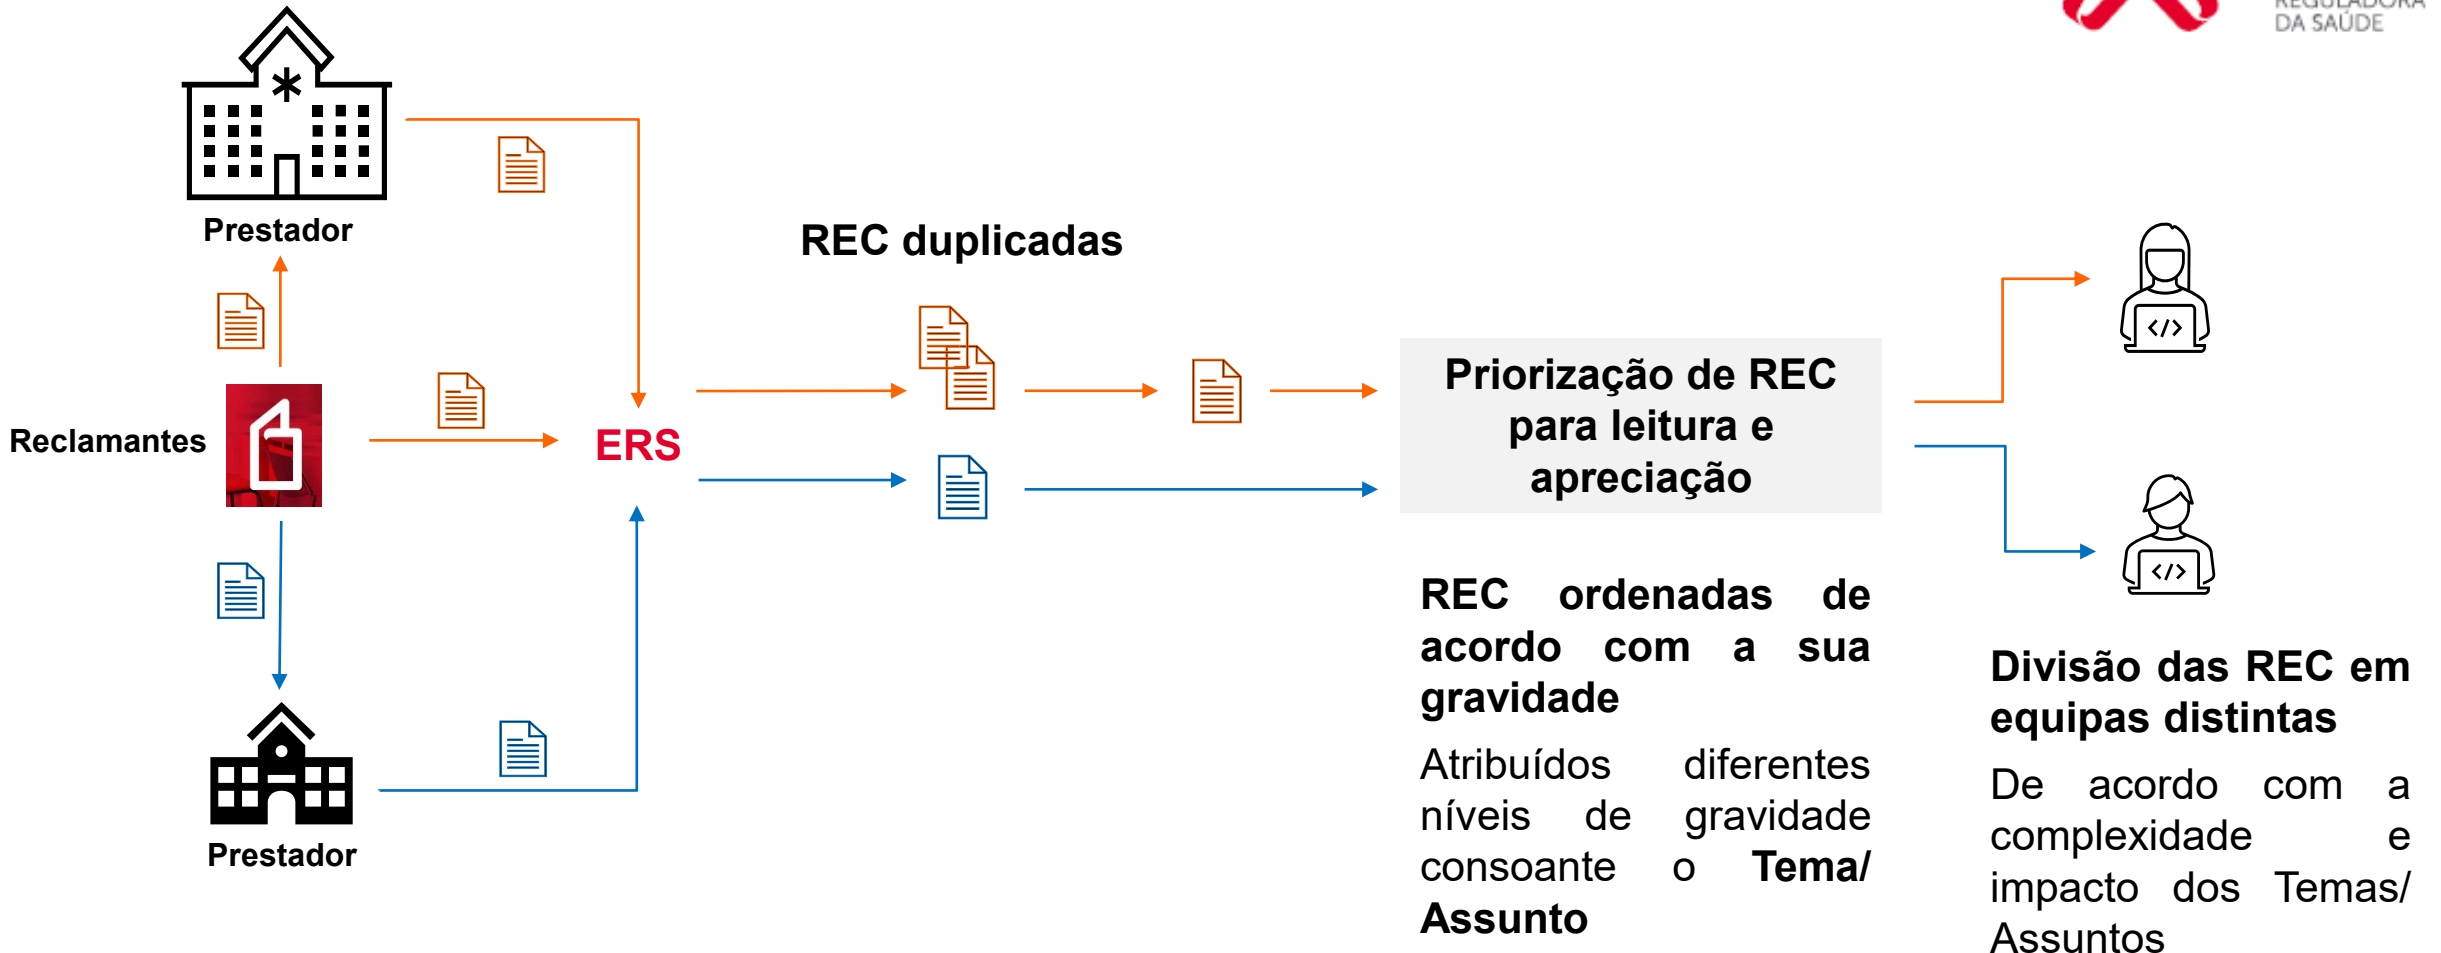 REGULADORA
DA SAÚDE
Prestador
REC duplicadas
Reclamantes
ERS
Prestador
Priorização de REC
para leitura e
apreciação
REC ordenadas de
acordo com a sua
gravidade
Atribuídos diferentes
níveis de gravidade
consoante o Tema/
Assunto
</>
</>
Divisão das REC em
equipas distintas
De acordo com a
complexidade e
impacto dos Temas/
Assuntos